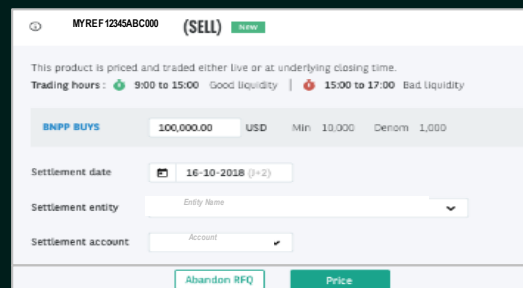 MYREF12345ABC000 (SELL) New
This product is priced and traded either live or at underlying closing time.
Trading hours : 9:00 to 15:00 Good liquidity | 15:00 to 17:00 Bad liquidity
BNPP BUYS 100,000.00 USD Min 10,000 Denom 1,000
Settlement date 16-10-2018 (J+2)
Settlement entity Entity Name
Settlement account Account
Abandon RFQ Price